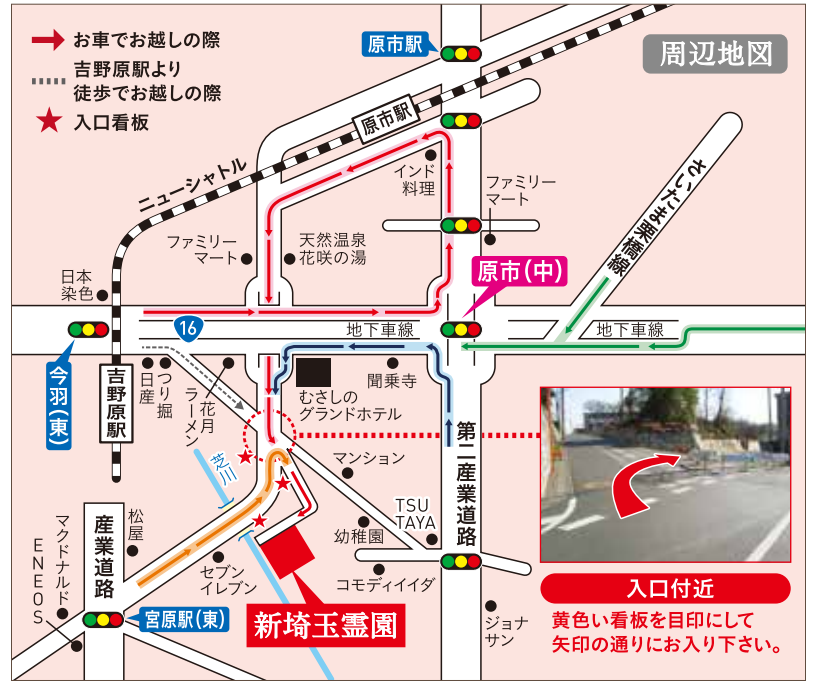 お車でお越しの際
吉野原駅より
徒歩でお越しの際
入口看板
原市駅
周辺地図
原市駅
ニューシャトル
インド
料理
ファミリー
マート
さいたま栗橋線
ファミリー
マート
天然温泉
花咲の湯
原市(中)
日本
染色
16
地下車線
地下車線
今羽(東)
吉野原駅
日産
つり堀
花月
ラーメン
むさしの
グランドホテル
聞乗寺
第二産業道路
芝川
マンション
TSU
TAYA
幼稚園
コモディイイダ
産業道路
松屋
マクドナルド
ENEOS
セブン
イレブン
宮原駅(東)
新埼玉霊園
ジョナ
サン
入口付近
黄色い看板を目印にして
矢印の通りにお入り下さい。